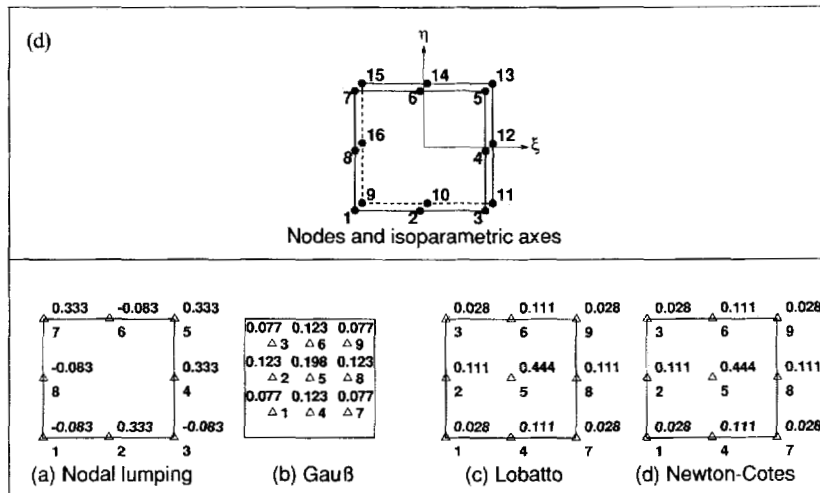 (d)
η
15 14 13
7 6 5
16 12
8 4 ξ
9 10 11
1 2 3
Nodes and isoparametric axes
0.333 -0.083 0.333
7 6 5
-0.083 0.333
8 4
-0.083 0.333 -0.083
1 2 3
(a) Nodal lumping
0.077 0.123 0.077
3 6 9
0.123 0.198 0.123
2 5 8
0.077 0.123 0.077
1 4 7
(b) Gauß
0.028 0.111 0.028
3 6 9
0.111 0.444 0.111
2 5 8
0.028 0.111 0.028
1 4 7
(c) Lobatto
0.028 0.111 0.028
3 6 9
0.111 0.444 0.111
2 5 8
0.028 0.111 0.028
1 4 7
(d) Newton-Cotes